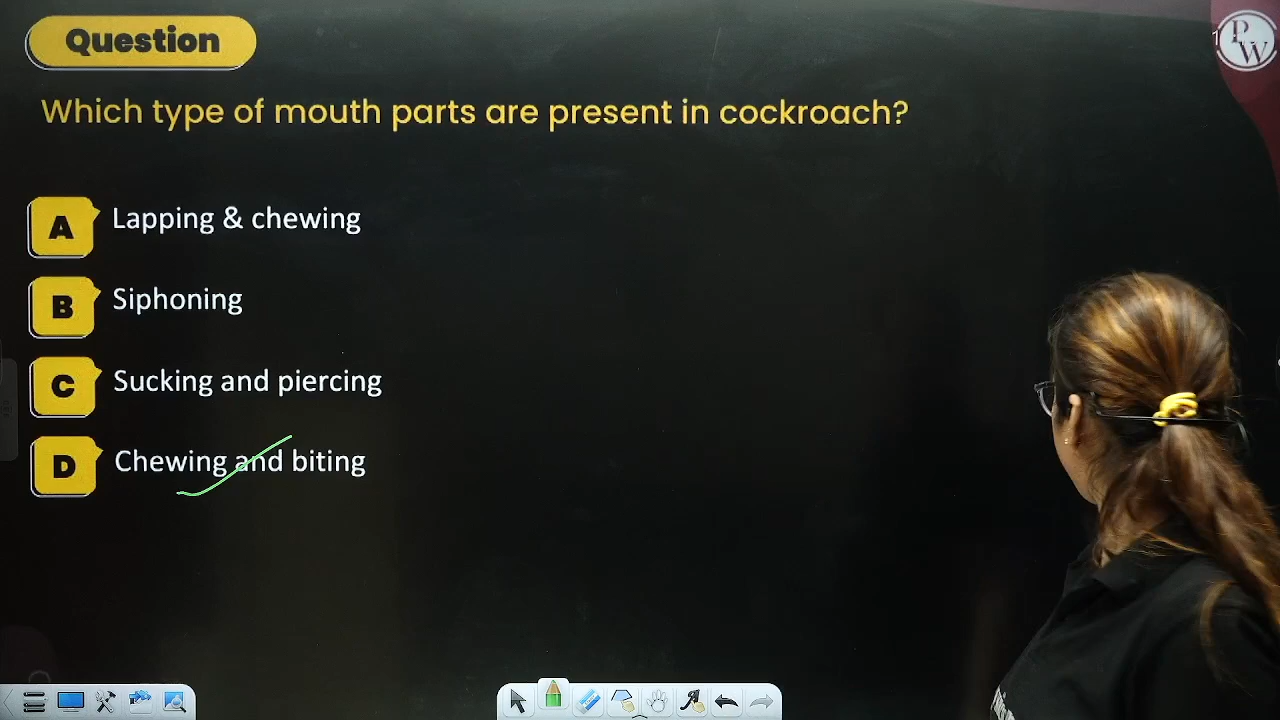 Question
PW
Which type of mouth parts are present in cockroach?
A Lapping & chewing
B Siphoning
C Sucking and piercing
D Chewing and biting